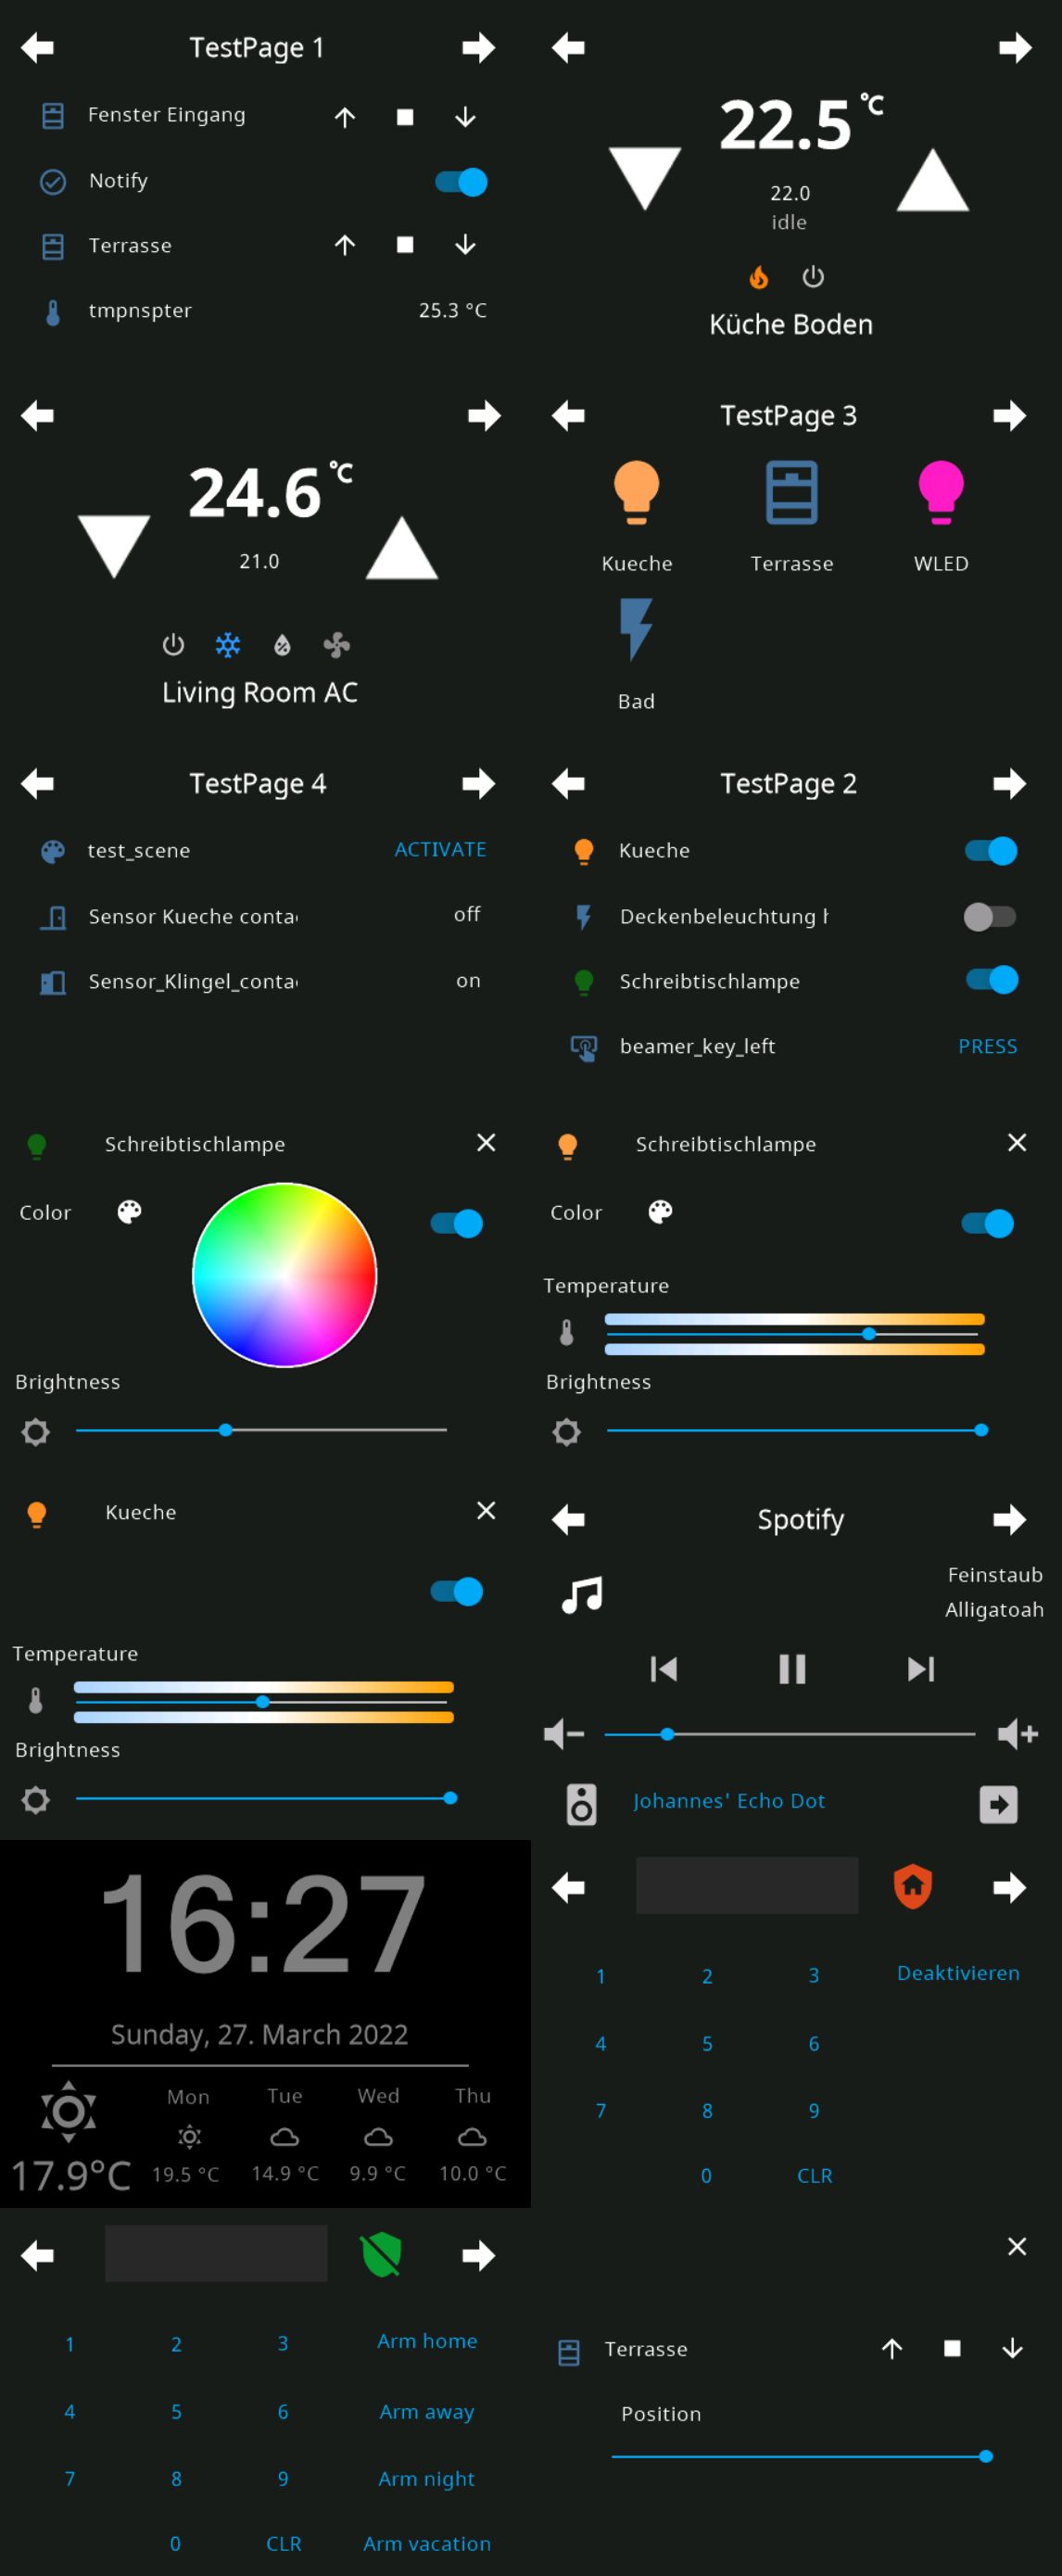 TestPage 1
Fenster Eingang
Notify
Terrasse
tmpnspter 25.3 °C
22.5 °C
22.0
idle
Küche Boden
24.6 °C
21.0
Living Room AC
TestPage 3
Kueche Terrasse WLED
Bad
TestPage 4
test_scene ACTIVATE
Sensor Kueche conta off
Sensor_Klingel_conta on
TestPage 2
Kueche
Deckenbeleuchtung
Schreibtischlampe
beamer_key_left PRESS
Schreibtischlampe
Color
Brightness
Schreibtischlampe
Color
Temperature
Brightness
Kueche
Temperature
Brightness
Spotify
Feinstaub
Alligatoah
Johannes' Echo Dot
16:27
Sunday, 27. March 2022
Mon Tue Wed Thu
17.9°C 19.5 °C 14.9 °C 9.9 °C 10.0 °C
1 2 3 Deaktivieren
4 5 6
7 8 9
0 CLR
1 2 3 Arm home
4 5 6 Arm away
7 8 9 Arm night
0 CLR Arm vacation
Terrasse
Position